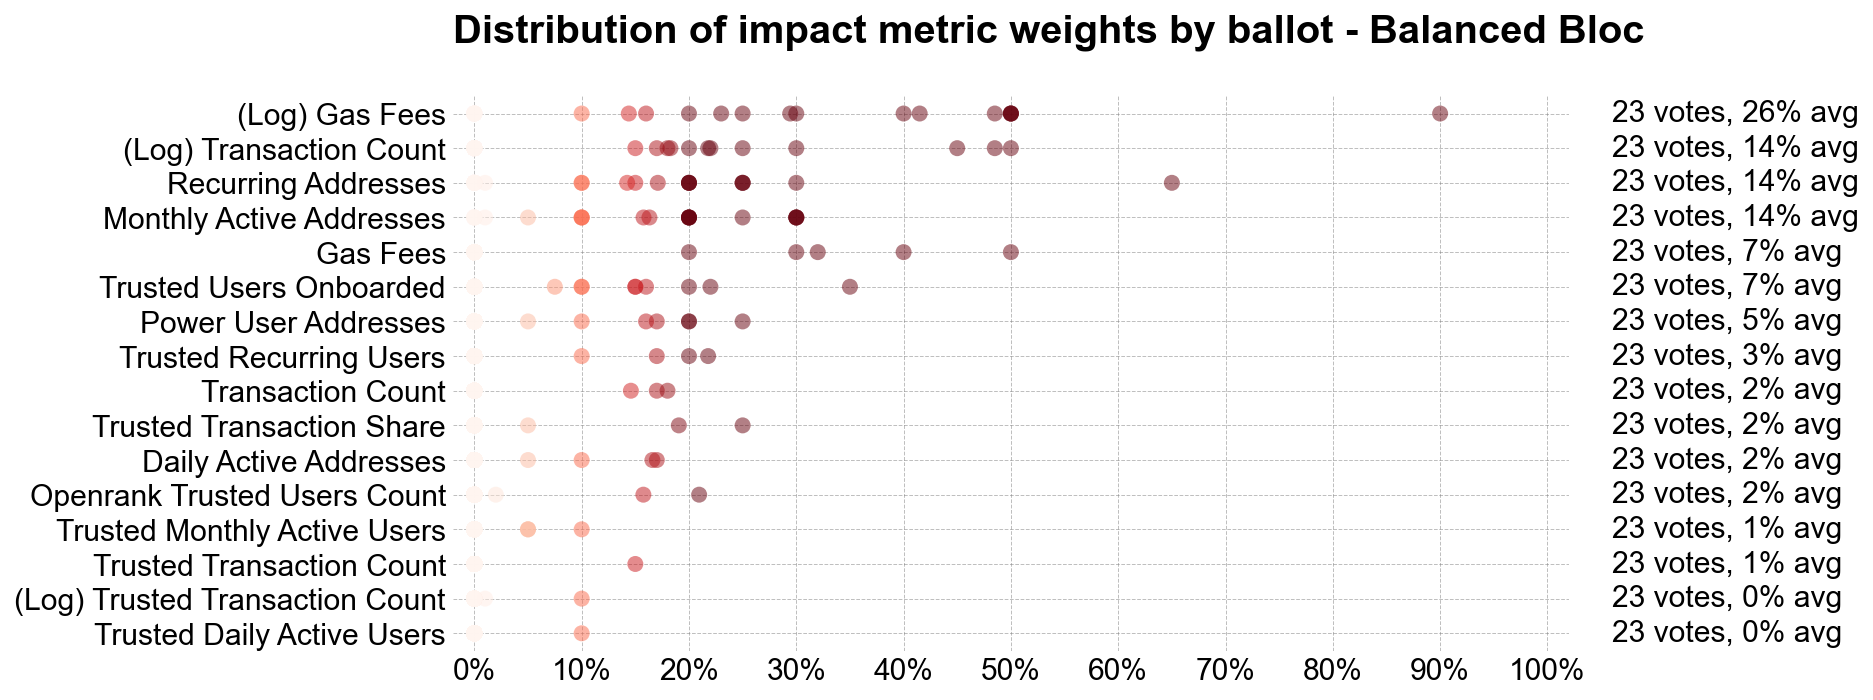 Distribution of impact metric weights by ballot - Balanced Bloc
(Log) Gas Fees 23 votes, 26% avg
(Log) Transaction Count 23 votes, 14% avg
Recurring Addresses 23 votes, 14% avg
Monthly Active Addresses 23 votes, 14% avg
Gas Fees 23 votes, 7% avg
Trusted Users Onboarded 23 votes, 7% avg
Power User Addresses 23 votes, 5% avg
Trusted Recurring Users 23 votes, 3% avg
Transaction Count 23 votes, 2% avg
Trusted Transaction Share 23 votes, 2% avg
Daily Active Addresses 23 votes, 2% avg
Openrank Trusted Users Count 23 votes, 2% avg
Trusted Monthly Active Users 23 votes, 1% avg
Trusted Transaction Count 23 votes, 1% avg
(Log) Trusted Transaction Count 23 votes, 0% avg
Trusted Daily Active Users 23 votes, 0% avg
0% 10% 20% 30% 40% 50% 60% 70% 80% 90% 100%